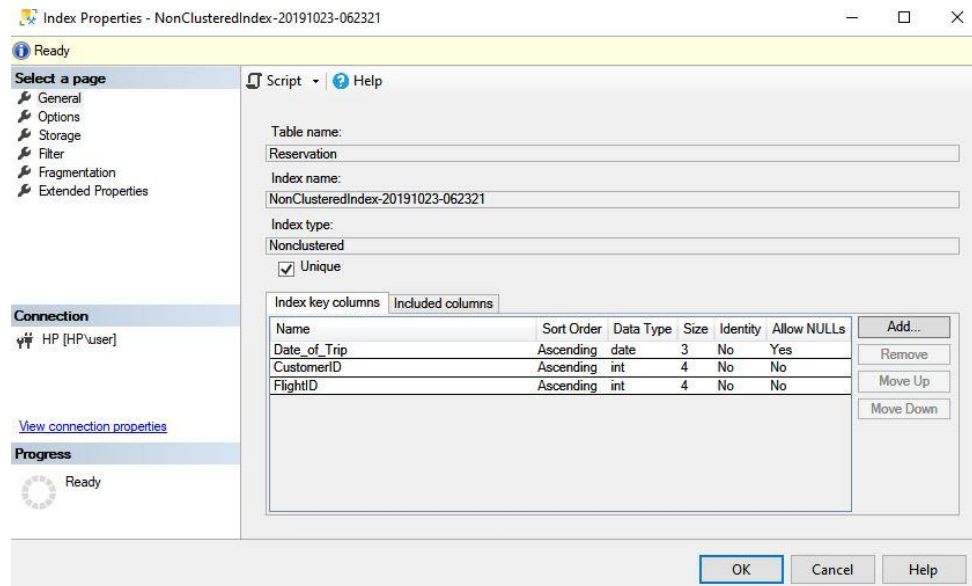 Index Properties - NonClusteredIndex-20191023-062321
Ready
Select a page
General
Options
Storage
Filter
Fragmentation
Extended Properties
Connection
HP [HP\user]
View connection properties
Progress
Ready
Script Help
Table name:
Reservation
Index name:
NonClusteredIndex-20191023-062321
Index type:
Nonclustered
Unique
Index key columns Included columns
Name Sort Order Data Type Size Identity Allow NULLs
Date_of_Trip Ascending date 3 No Yes
CustomerID Ascending int 4 No No
FlightID Ascending int 4 No No
Add...
Remove
Move Up
Move Down
OK Cancel Help